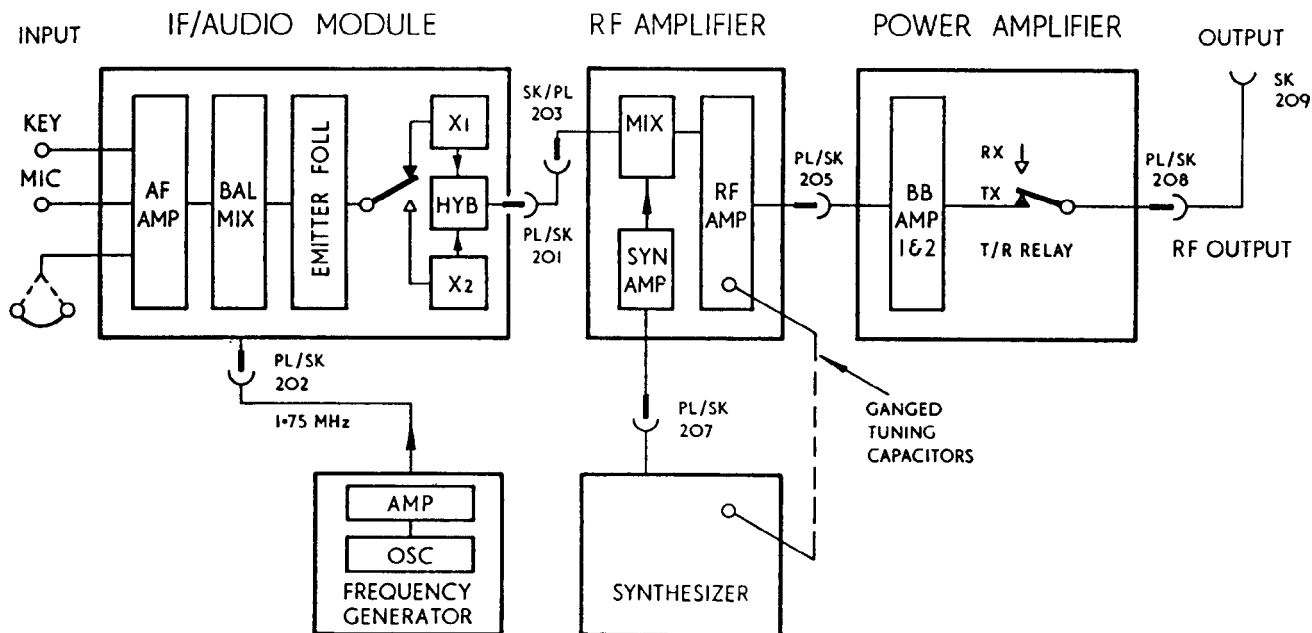 INPUT
IF/AUDIO MODULE
RF AMPLIFIER
POWER AMPLIFIER
OUTPUT
KEY
MIC
AF
AMP
BAL
MIX
EMITTER FOLL
X1
HYB
X2
SK/PL
203
PL/SK
201
MIX
SYN
AMP
RF
AMP
PL/SK
205
BB
AMP
1&2
RX
TX
T/R RELAY
PL/SK
208
SK
209
RF OUTPUT
PL/SK
202
1·75 MHz
PL/SK
207
GANGED
TUNING
CAPACITORS
AMP
OSC
FREQUENCY
GENERATOR
SYNTHESIZER